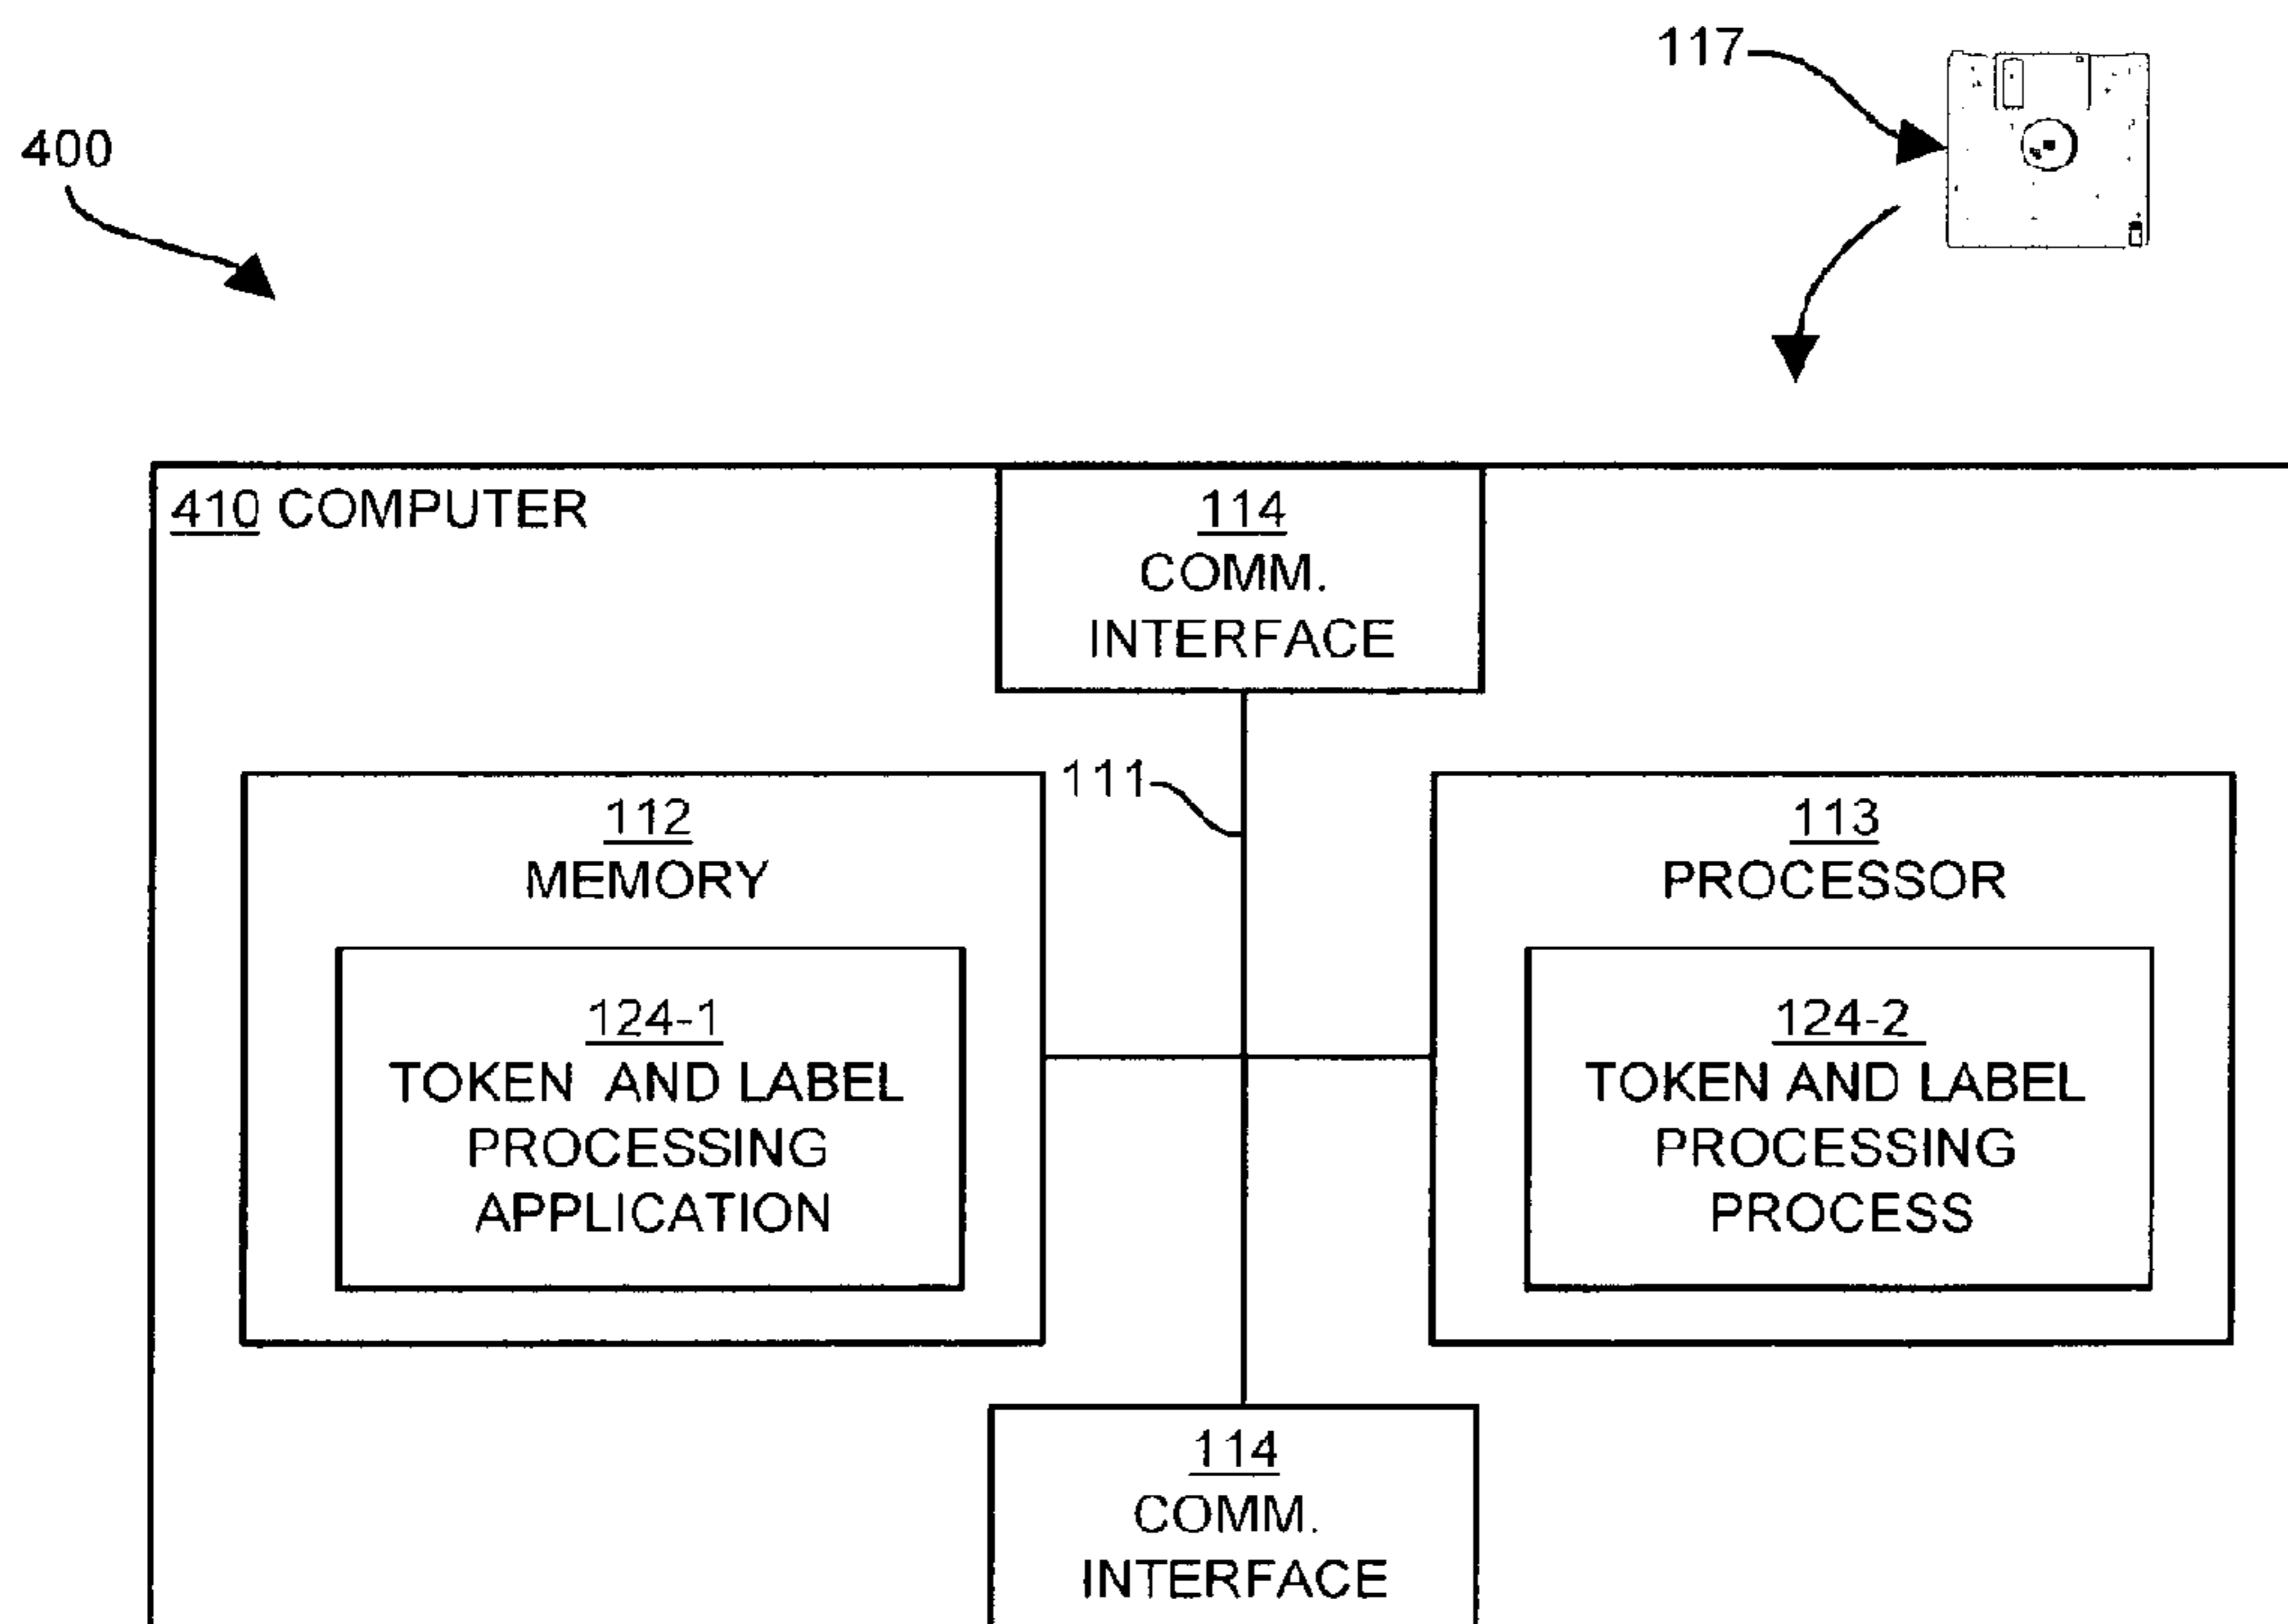 117
400
410 COMPUTER
114
COMM.
INTERFACE
111
112
MEMORY
113
PROCESSOR
124-1
TOKEN AND LABEL
PROCESSING
APPLICATION
124-2
TOKEN AND LABEL
PROCESSING
PROCESS
114
COMM.
INTERFACE